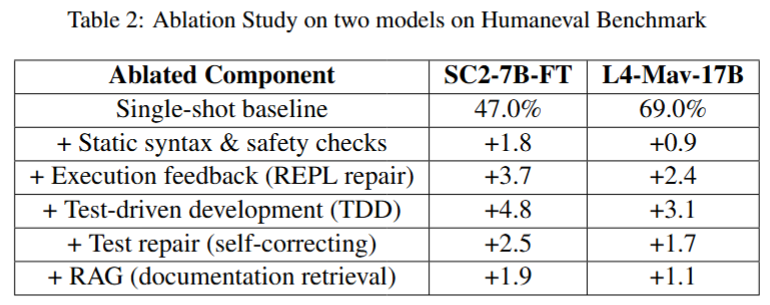 Table 2: Ablation Study on two models on Humaneval Benchmark
Ablated Component SC2-7B-FT L4-Mav-17B
Single-shot baseline 47.0% 69.0%
+ Static syntax & safety checks +1.8 +0.9
+ Execution feedback (REPL repair) +3.7 +2.4
+ Test-driven development (TDD) +4.8 +3.1
+ Test repair (self-correcting) +2.5 +1.7
+ RAG (documentation retrieval) +1.9 +1.1